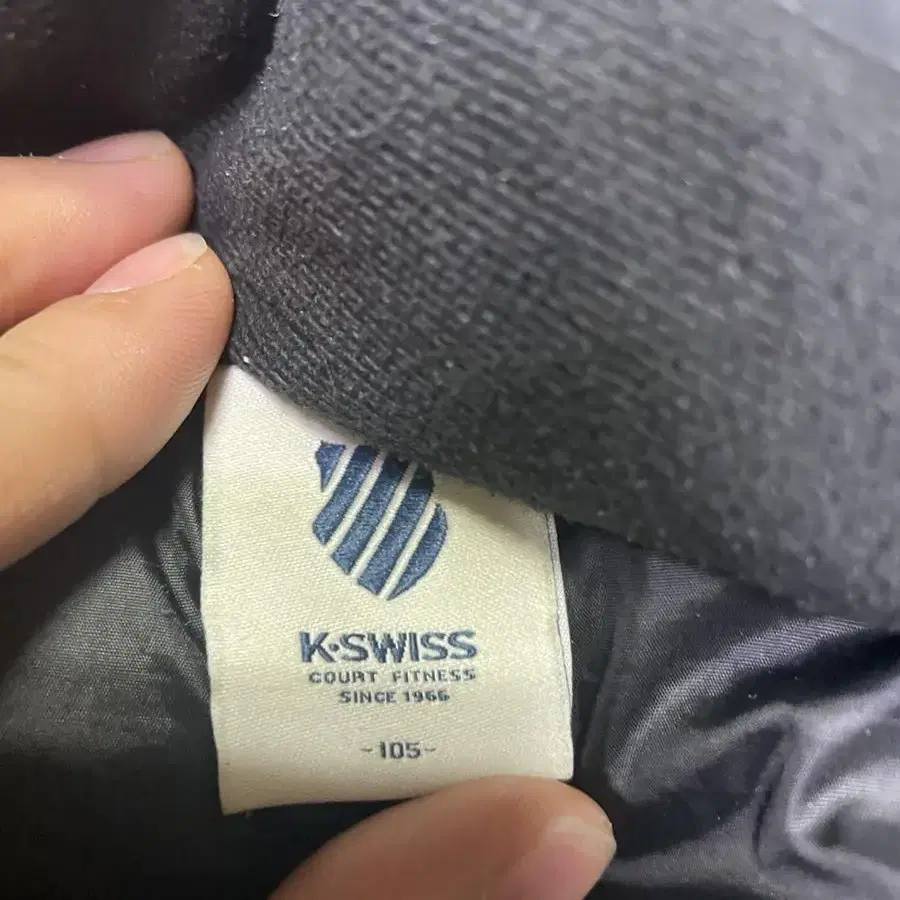 K·SWISS
COURT FITNESS
SINCE 1966
-105-